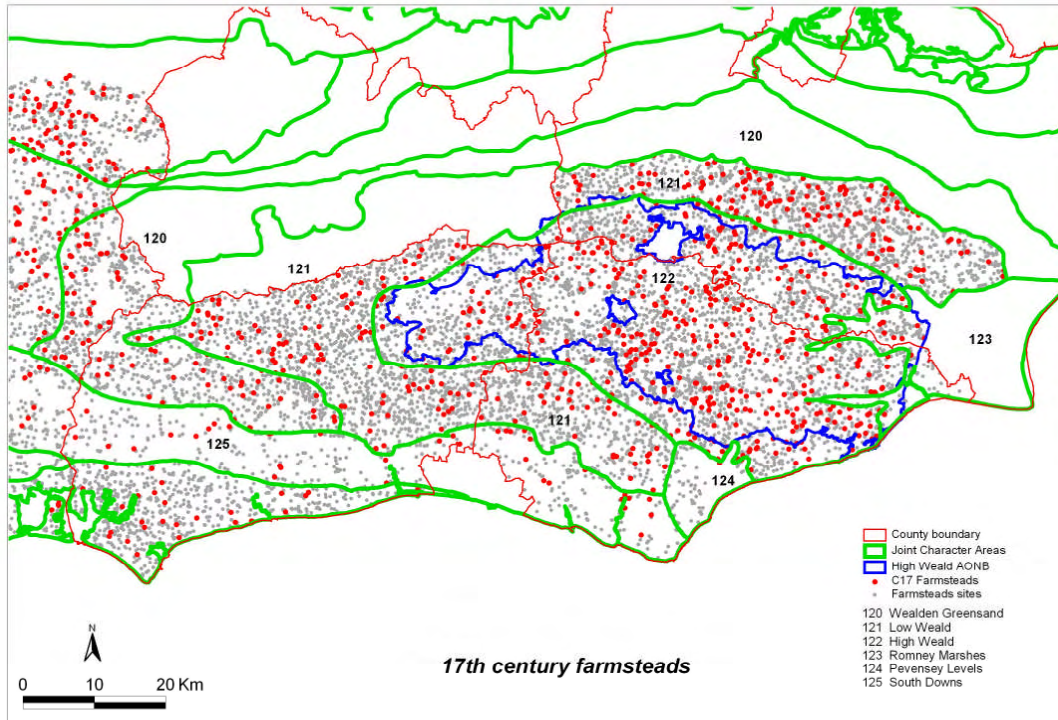 120
121
120
122
121
123
121
125
124
County boundary
Joint Character Areas
High Weald AONB
C17 Farmsteads
Farmsteads sites
120 Wealden Greensand
121 Low Weald
122 High Weald
123 Romney Marshes
124 Pevensey Levels
125 South Downs
N
17th century farmsteads
0 10 20 Km